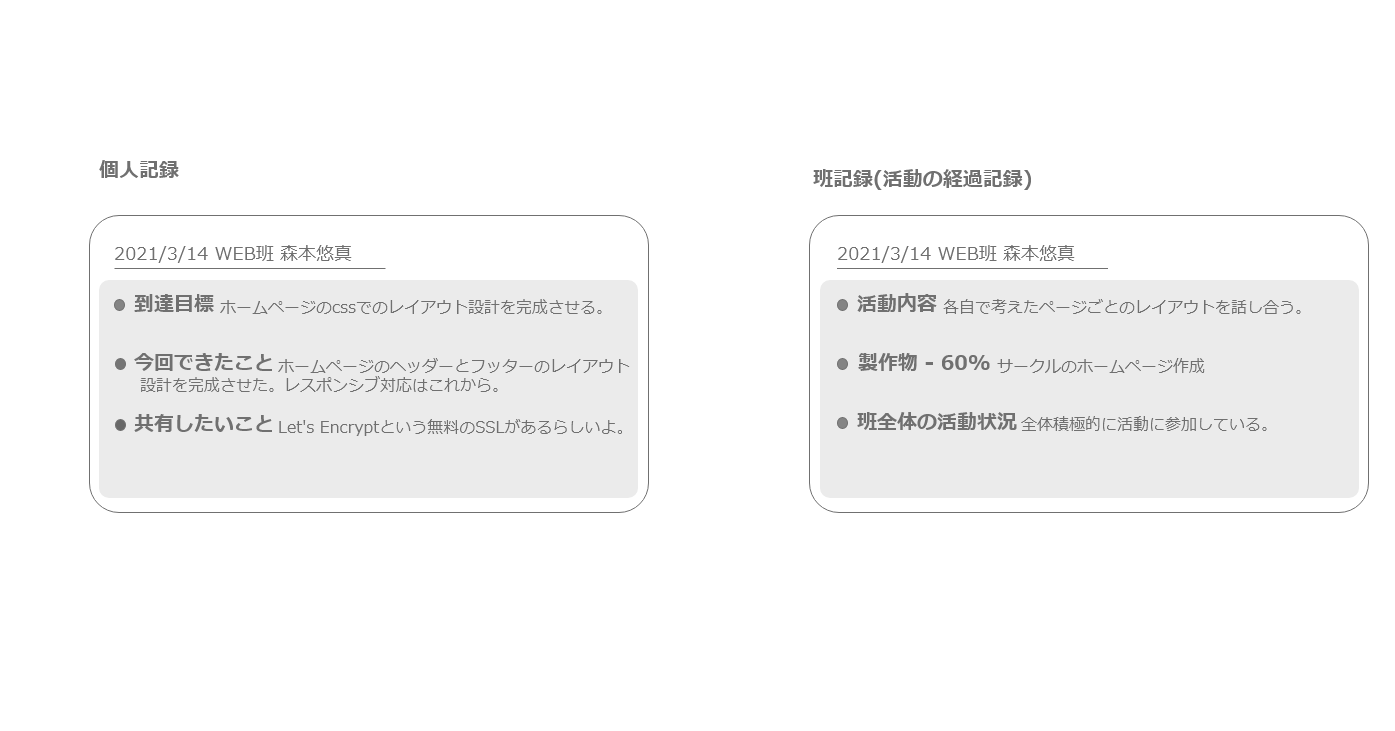 個人記録
2021/3/14 WEB班 森本悠真
● 到達目標 ホームページのcssでのレイアウト設計を完成させる。
● 今回できたこと ホームページのヘッダーとフッターのレイアウト
設計を完成させた。レスポンシブ対応はこれから。
● 共有したいこと Let's Encryptという無料のSSLがあるらしいよ。
班記録(活動の経過記録)
2021/3/14 WEB班 森本悠真
● 活動内容 各自で考えたページごとのレイアウトを話し合う。
● 製作物 - 60% サークルのホームページ作成
● 班全体の活動状況 全体積極的に活動に参加している。